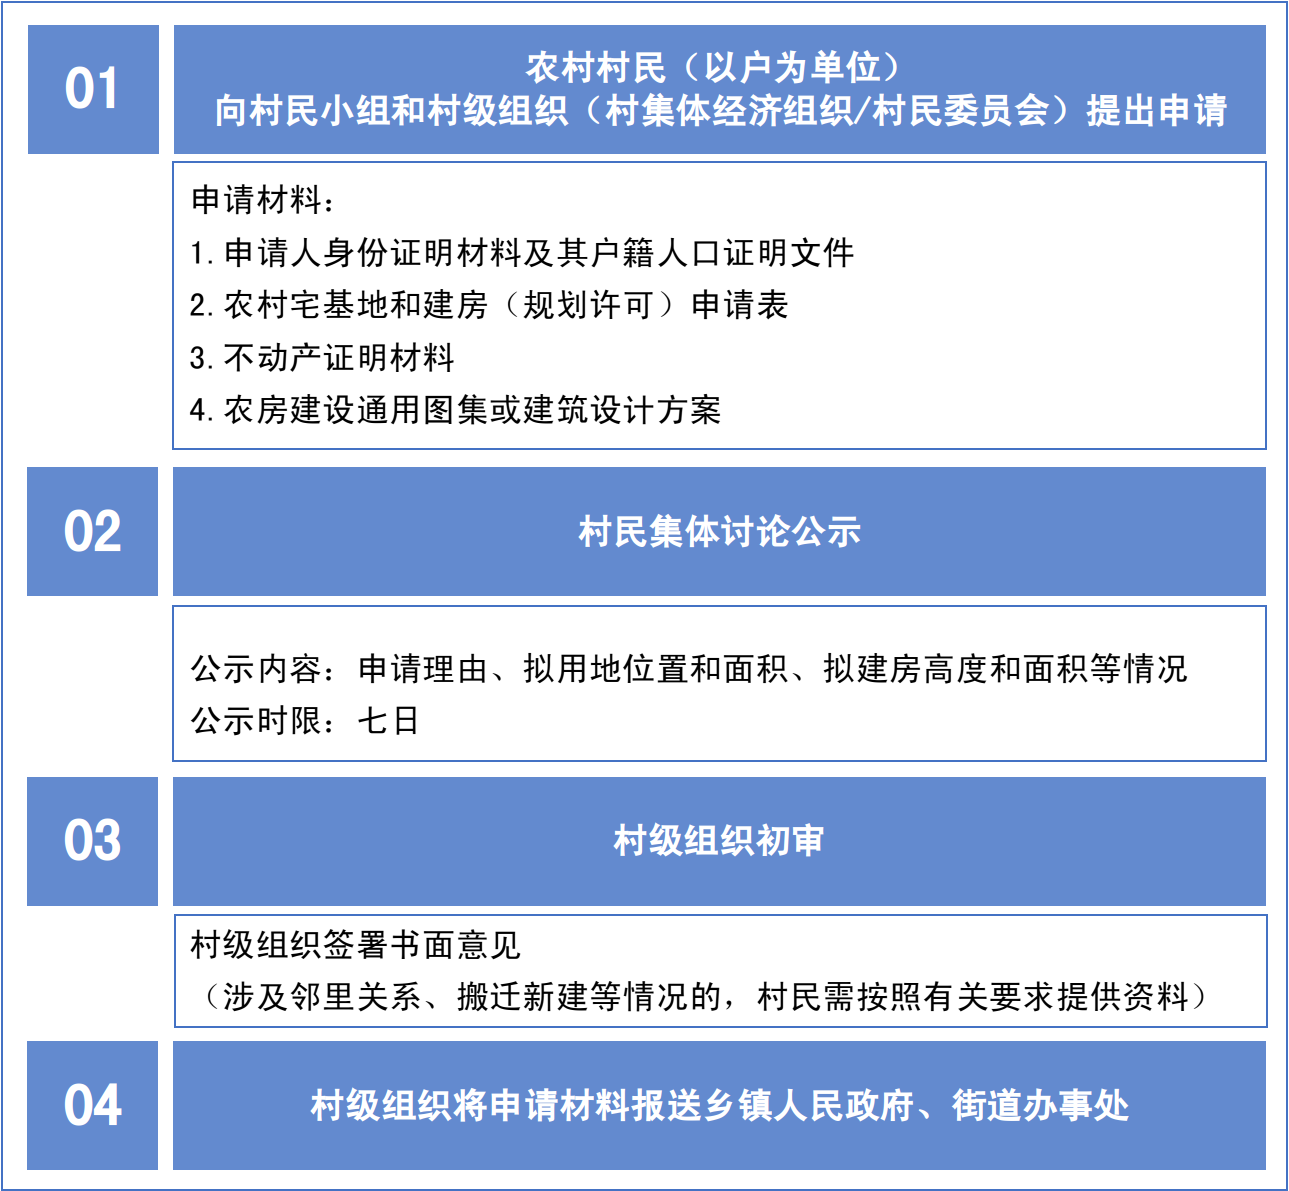 01
农村村民（以户为单位）
向村民小组和村级组织（村集体经济组织/村民委员会）提出申请
申请材料：
1.申请人身份证明材料及其户籍人口证明文件
2.农村宅基地和建房（规划许可）申请表
3.不动产证明材料
4.农房建设通用图集或建筑设计方案
02
村民集体讨论公示
公示内容：申请理由、拟用地位置和面积、拟建房高度和面积等情况
公示时限：七日
03
村级组织初审
村级组织签署书面意见
（涉及邻里关系、搬迁新建等情况的，村民需按照有关要求提供资料）
04
村级组织将申请材料报送乡镇人民政府、街道办事处